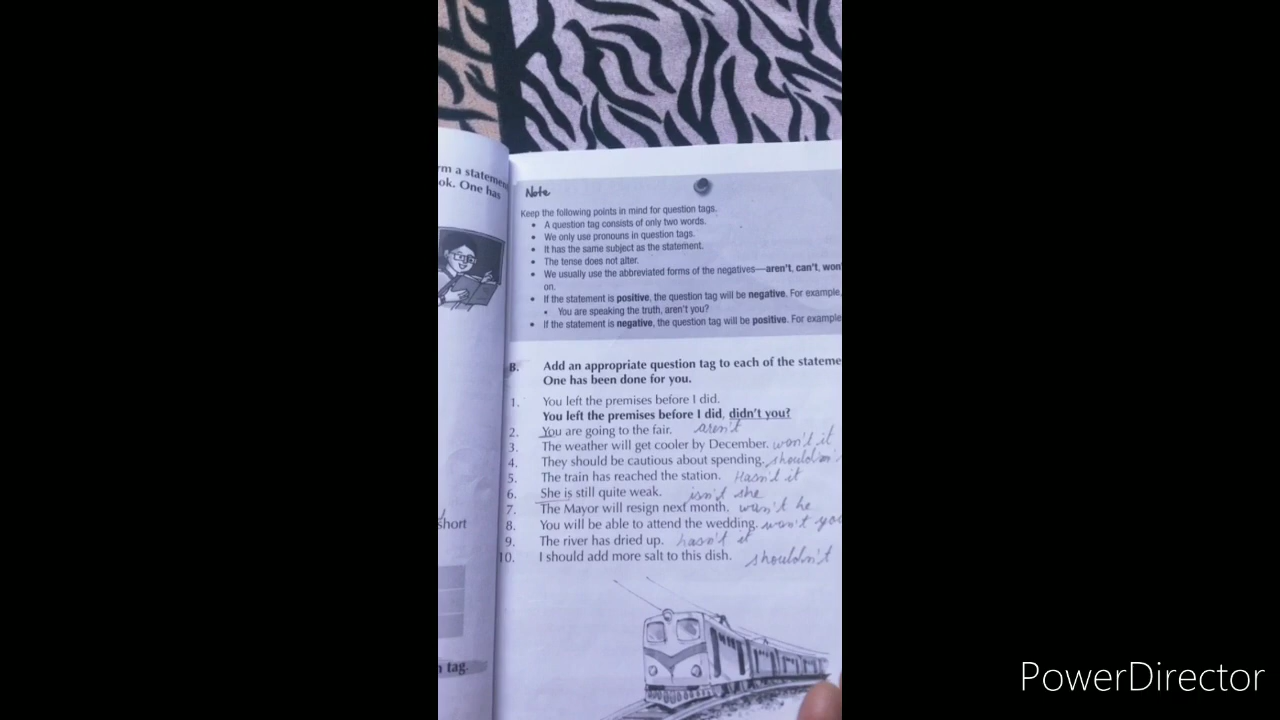 rm a statemen
ok. One has
Note
Keep the following points in mind for question tags.
• A question tag consists of only two words.
• We only use pronouns in question tags.
• It has the same subject as the statement.
• The tense does not alter.
• We usually use the abbreviated forms of the negatives—aren't, can't, won'
on.
• If the statement is positive, the question tag will be negative. For example,
• You are speaking the truth, aren't you?
• If the statement is negative, the question tag will be positive. For example
B. Add an appropriate question tag to each of the stateme
One has been done for you.
1. You left the premises before I did.
You left the premises before I did, didn't you?
2. You are going to the fair. aren't
3. The weather will get cooler by December. won't it
4. They should be cautious about spending.
5. The train has reached the station. Hasn't it
6. She is still quite weak. isn't she
7. The Mayor will resign next month. won't he
8. You will be able to attend the wedding. won't you
9. The river has dried up. hasn't it
10. I should add more salt to this dish. shouldn't
short
tag.
PowerDirector